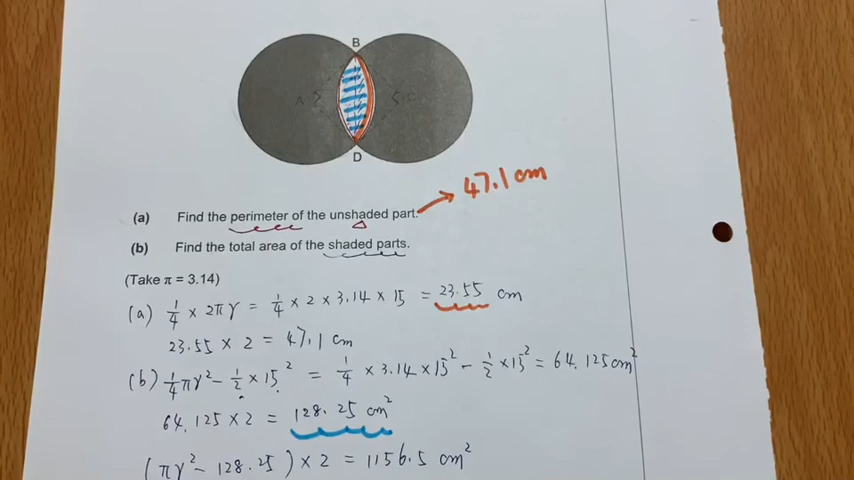 B
A
D
47.1 cm
(a) Find the perimeter of the unshaded part.
(b) Find the total area of the shaded parts.
(Take π = 3.14)
(a) 1/4 × 2πr = 1/4 × 2 × 3.14 × 15 = 23.55 cm
23.55 × 2 = 47.1 cm
(b) 1/4 πr² - 1/2 × 15² = 1/4 × 3.14 × 15² - 1/2 × 15² = 64.125 cm²
64.125 × 2 = 128.25 cm²
(πr² - 128.25) × 2 = 1156.5 cm²